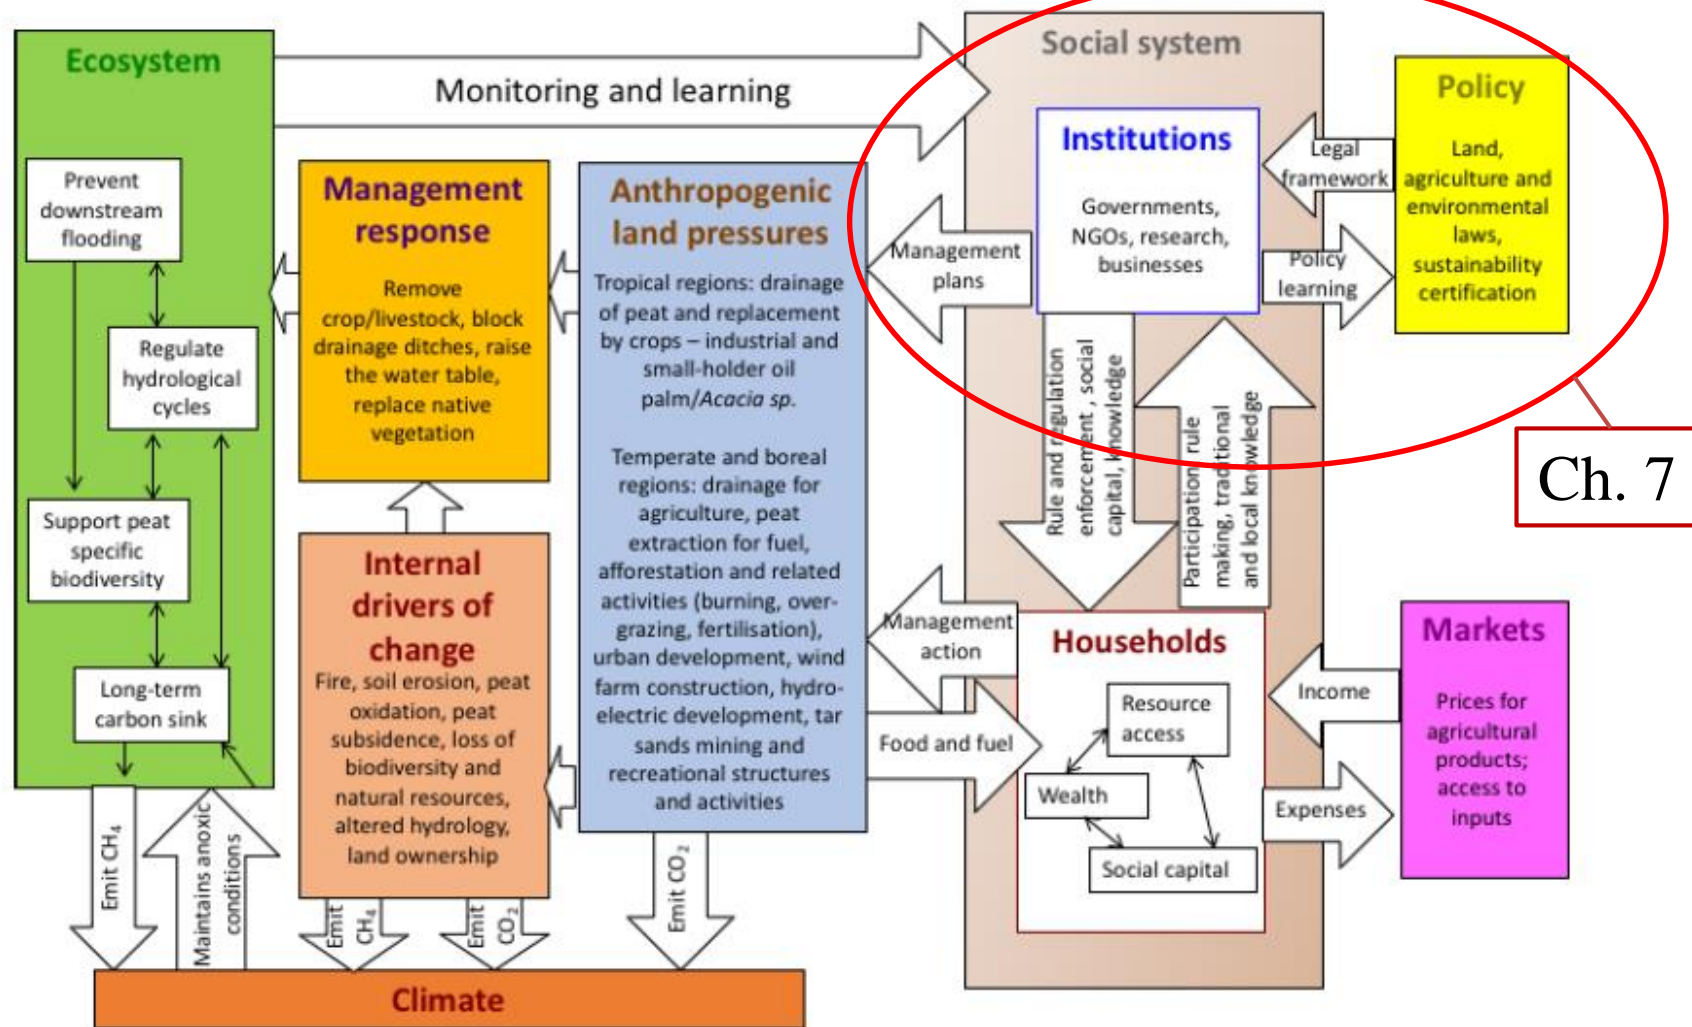 Ecosystem
Prevent
downstream
flooding
Regulate
hydrological
cycles
Support peat
specific
biodiversity
Long-term
carbon sink
Monitoring and learning
Management
response
Remove
crop/livestock, block
drainage ditches, raise
the water table,
replace native
vegetation
Internal
drivers of
change
Fire, soil erosion, peat
oxidation, peat
subsidence, loss of
biodiversity and
natural resources,
altered hydrology,
land ownership
Anthropogenic
land pressures
Tropical regions: drainage
of peat and replacement
by crops – industrial and
small-holder oil
palm/Acacia sp.
Temperate and boreal
regions: drainage for
agriculture, peat
extraction for fuel,
afforestation and related
activities (burning, over-
grazing, fertilisation),
urban development, wind
farm construction, hydro-
electric development, tar
sands mining and
recreational structures
and activities
Social system
Institutions
Governments,
NGOs, research,
businesses
Management
plans
Legal
framework
Policy
learning
Policy
Land,
agriculture and
environmental
laws,
sustainability
certification
Ch. 7
Rule and regulation
enforcement , social
capital, knowledge
Participation rule
making, traditional
and local knowledge
Management
action
Food and fuel
Households
Resource
access
Wealth
Social capital
Income
Expenses
Markets
Prices for
agricultural
products;
access to
inputs
Emit CH₄
Maintains anoxic
conditions
Emit
CH₄
Emit
CO₂
Emit CO₂
Climate